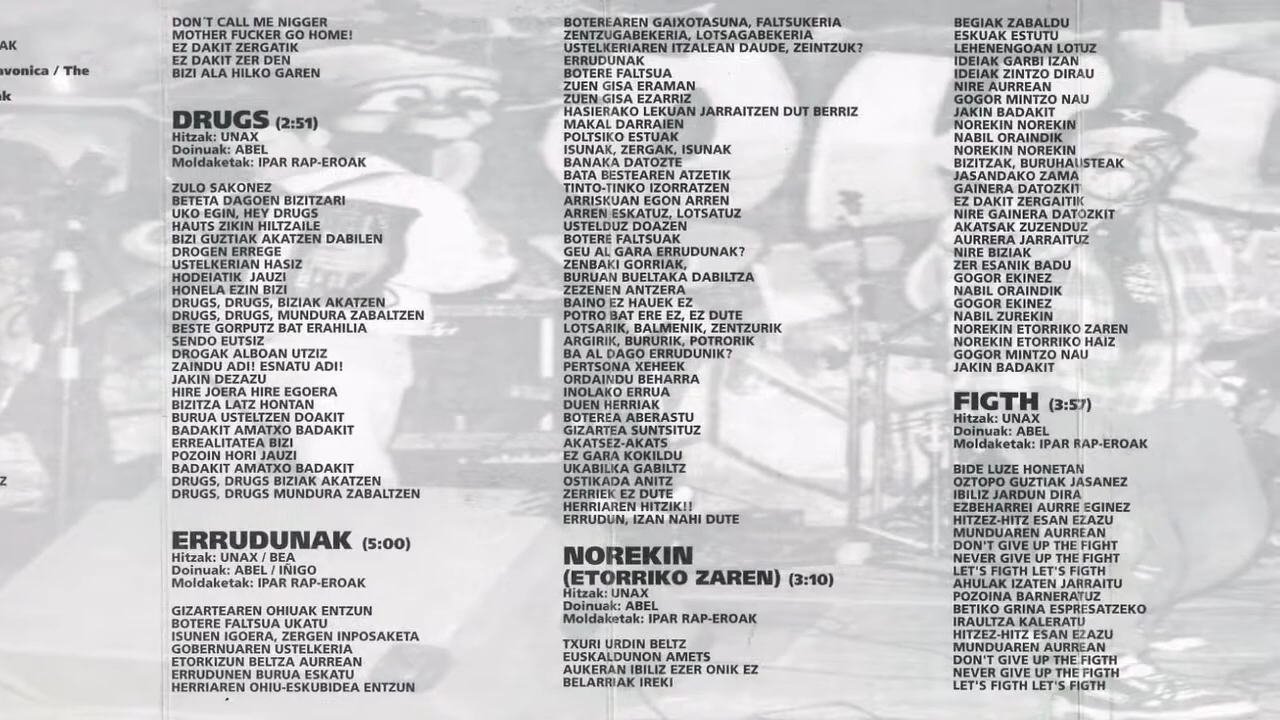 AK
avonica / The
ak
Z
DON'T CALL ME NIGGER
MOTHER FUCKER GO HOME!
EZ DAKIT ZERGATIK
EZ DAKIT ZER DEN
BIZI ALA HILKO GAREN
DRUGS (2:51)
Hitzak: UNAX
Doinuak: ABEL
Moldaketak: IPAR RAP-EROAK
ZULO SAKONEZ
BETETA DAGOEN BIZITZARI
UKO EGIN, HEY DRUGS
HAUTS ZIKIN HILTZAILE
BIZI GUZTIAK AKATZEN DABILEN
DROGEN ERREGE
USTELKERIAN HASIZ
HODEIATIK JAUZI
HONELA EZIN BIZI
DRUGS, DRUGS, BIZIAK AKATZEN
DRUGS, DRUGS, MUNDURA ZABALTZEN
BESTE GORPUTZ BAT ERAHILIA
SENDO EUTSIZ
DROGAK ALBOAN UTZIZ
ZAINDU ADI! ESNATU ADI!
JAKIN DEZAZU
HIRE JOERA HIRE EGOERA
BIZITZA LATZ HONTAN
BURUA USTELTZEN DOAKIT
BADAKIT AMATXO BADAKIT
ERREALITATEA BIZI
POZOIN HORI JAUZI
BADAKIT AMATXO BADAKIT
DRUGS, DRUGS BIZIAK AKATZEN
DRUGS, DRUGS MUNDURA ZABALTZEN
ERRUDUNAK (5:00)
Hitzak: UNAX / BEA
Doinuak: ABEL / IÑIGO
Moldaketak: IPAR RAP-EROAK
GIZARTEAREN OHIUAK ENTZUN
BOTERE FALTSUA UKATU
ISUNEN IGOERA, ZERGEN INPOSAKETA
GOBERNUAREN USTELKERIA
ETORKIZUN BELTZA AURREAN
ERRUDUNEN BURUA ESKATU
HERRIAREN OHIU-ESKUBIDEA ENTZUN
BOTEREAREN GAIXOTASUNA, FALTSUKERIA
ZENTZUGABEKERIA, LOTSAGABEKERIA
USTELKERIAREN ITZALEAN DAUDE, ZEINTZUK?
ERRUDUNAK
BOTERE FALTSUA
ZUEN GISA ERAMAN
ZUEN GISA EZARRIZ
HASIERAKO LEKUAN JARRAITZEN DUT BERRIZ
MAKAL DARRAIEN
POLTSIKO ESTUAK
ISUNAK, ZERGAK, ISUNAK
BANAKA DATOZTE
BATA BESTEAREN ATZETIK
TINTO-TINKO IZORRATZEN
ARRISKUAN EGON ARREN
ARREN ESKATUZ, LOTSATUZ
USTELDUZ DOAZEN
BOTERE FALTSUAK
GEU AL GARA ERRUDUNAK?
ZENBAKI GORRIAK,
BURUAN BUELTAKA DABILTZA
ZEZENEN ANTZERA
BAINO EZ HAUEK EZ
POTRO BAT ERE EZ, EZ DUTE
LOTSARIK, BALMENIK, ZENTZURIK
ARGIRIK, BURURIK, POTRORIK
BA AL DAGO ERRUDUNIK?
PERTSONA XEHEEK
ORDAINDU BEHARRA
INOLAKO ERRUA
DUEN HERRIAK
BOTEREA ABERASTU
GIZARTEA SUNTSITUZ
AKATSEZ-AKATS
EZ GARA KOKILDU
UKABILKA GABILTZ
OSTIKADA ANITZ
ZERRIEK EZ DUTE
HERRIAREN HITZIK!!
ERRUDUN, IZAN NAHI DUTE
NOREKIN
(ETORRIKO ZAREN) (3:10)
Hitzak: UNAX
Doinuak: ABEL
Moldaketak: IPAR RAP-EROAK
TXURI URDIN BELTZ
EUSKALDUNON AMETS
AUKERAN IBILIZ EZER ONIK EZ
BELARRIAK IREKI
BEGIAK ZABALDU
ESKUAK ESTUTU
LEHENENGOAN LOTUZ
IDEIAK GARBI IZAN
IDEIAK ZINTZO DIRAU
NIRE AURREAN
GOGOR MINTZO NAU
JAKIN BADAKIT
NOREKIN NOREKIN
NABIL ORAINDIK
NOREKIN NOREKIN
BIZITZAK, BURUHAUSTEAK
JASANDAKO ZAMA
GAINERA DATOZKIT
EZ DAKIT ZERGAITIK
NIRE GAINERA DATOZKIT
AKATSAK ZUZENDUZ
AURRERA JARRAITUZ
NIRE BIZIAK
ZER ESANIK BADU
GOGOR EKINEZ
NABIL ORAINDIK
GOGOR EKINEZ
NABIL ZUREKIN
NOREKIN ETORRIKO ZAREN
NOREKIN ETORRIKO HAIZ
GOGOR MINTZO NAU
JAKIN BADAKIT
FIGTH (3:57)
Hitzak: UNAX
Doinuak: ABEL
Moldaketak: IPAR RAP-EROAK
BIDE LUZE HONETAN
OZTOPO GUZTIAK JASANEZ
IBILIZ JARDUN DIRA
EZBEHARREI AURRE EGINEZ
HITZEZ-HITZ ESAN EZAZU
MUNDUAREN AURREAN
DON'T GIVE UP THE FIGHT
NEVER GIVE UP THE FIGHT
LET'S FIGTH LET'S FIGTH
AHULAK IZATEN JARRAITU
POZOINA BARNERATUZ
BETIKO GRINA ESPRESATZEKO
IRAULTZA KALERATU
HITZEZ-HITZ ESAN EZAZU
MUNDUAREN AURREAN
DON'T GIVE UP THE FIGTH
NEVER GIVE UP THE FIGTH
LET'S FIGTH LET'S FIGTH